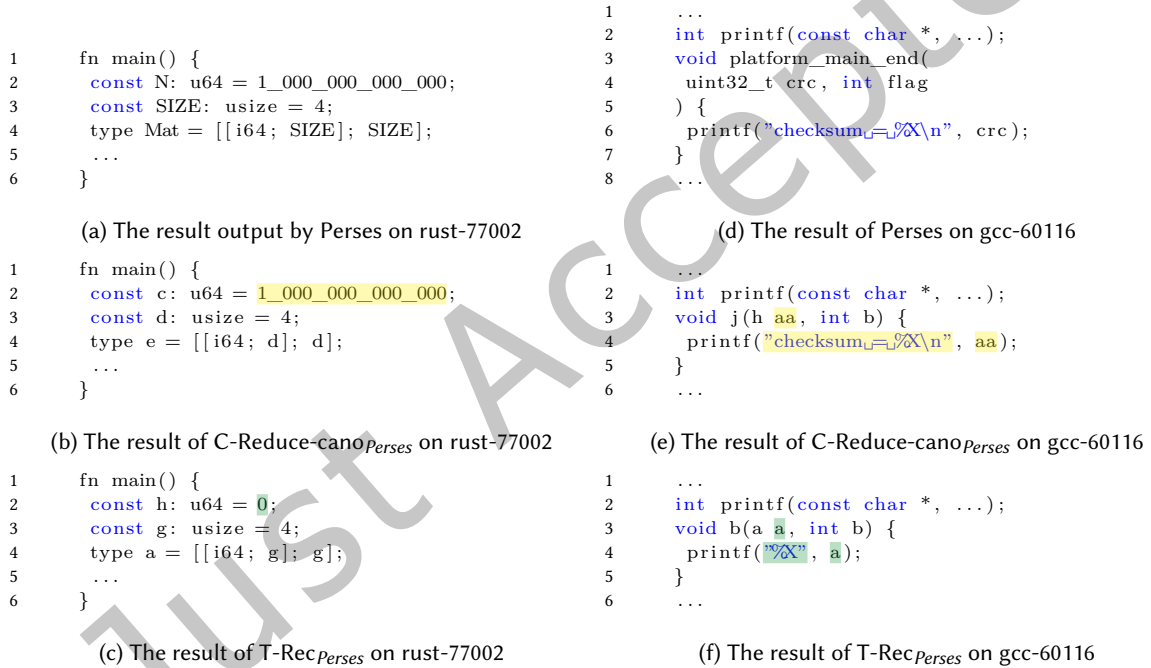 1 fn main() {
2 const N: u64 = 1_000_000_000_000;
3 const SIZE: usize = 4;
4 type Mat = [[i64; SIZE]; SIZE];
5 ...
6 }
(a) The result output by Perses on rust-77002
1 fn main() {
2 const c: u64 = 1_000_000_000_000;
3 const d: usize = 4;
4 type e = [[i64; d]; d];
5 ...
6 }
(b) The result of C-Reduce-cano_Perses on rust-77002
1 fn main() {
2 const h: u64 = 0;
3 const g: usize = 4;
4 type a = [[i64; g]; g];
5 ...
6 }
(c) The result of T-Rec_Perses on rust-77002
1 ...
2 int printf(const char *, ...);
3 void platform_main_end(
4 uint32_t crc, int flag
5 ) {
6 printf("checksum␣=␣%X\n", crc);
7 }
8 ...
(d) The result of Perses on gcc-60116
1 ...
2 int printf(const char *, ...);
3 void j(h aa, int b) {
4 printf("checksum␣=␣%X\n", aa);
5 }
6 ...
(e) The result of C-Reduce-cano_Perses on gcc-60116
1 ...
2 int printf(const char *, ...);
3 void b(a a, int b) {
4 printf("%X", a);
5 }
6 ...
(f) The result of T-Rec_Perses on gcc-60116
Just Accepte